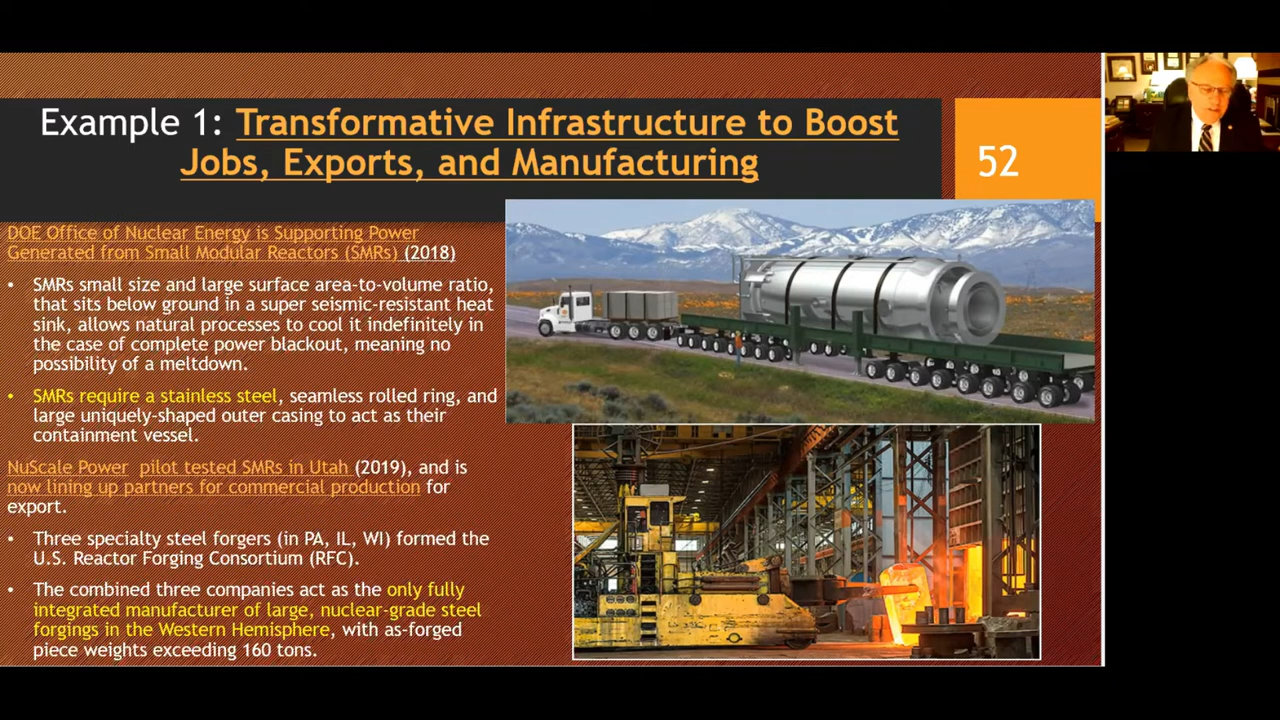 Example 1: Transformative Infrastructure to Boost
Jobs, Exports, and Manufacturing
52
DOE Office of Nuclear Energy is Supporting Power
Generated from Small Modular Reactors (SMRs) (2018)
• SMRs small size and large surface area-to-volume ratio,
that sits below ground in a super seismic-resistant heat
sink, allows natural processes to cool it indefinitely in
the case of complete power blackout, meaning no
possibility of a meltdown.
• SMRs require a stainless steel, seamless rolled ring, and
large uniquely-shaped outer casing to act as their
containment vessel.
NuScale Power pilot tested SMRs in Utah (2019), and is
now lining up partners for commercial production for
export.
• Three specialty steel forgers (in PA, IL, WI) formed the
U.S. Reactor Forging Consortium (RFC).
• The combined three companies act as the only fully
integrated manufacturer of large, nuclear-grade steel
forgings in the Western Hemisphere, with as-forged
piece weights exceeding 160 tons.